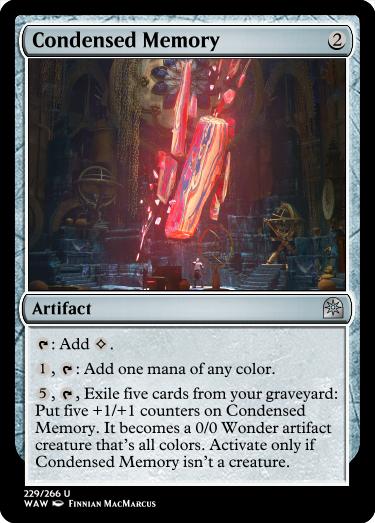 Condensed Memory 2
Artifact
: Add .
1, : Add one mana of any color.
5, , Exile five cards from your graveyard:
Put five +1/+1 counters on Condensed
Memory. It becomes a 0/0 Wonder artifact
creature that's all colors. Activate only if
Condensed Memory isn't a creature.
229/266 U
WAW Finnian MacMarcus